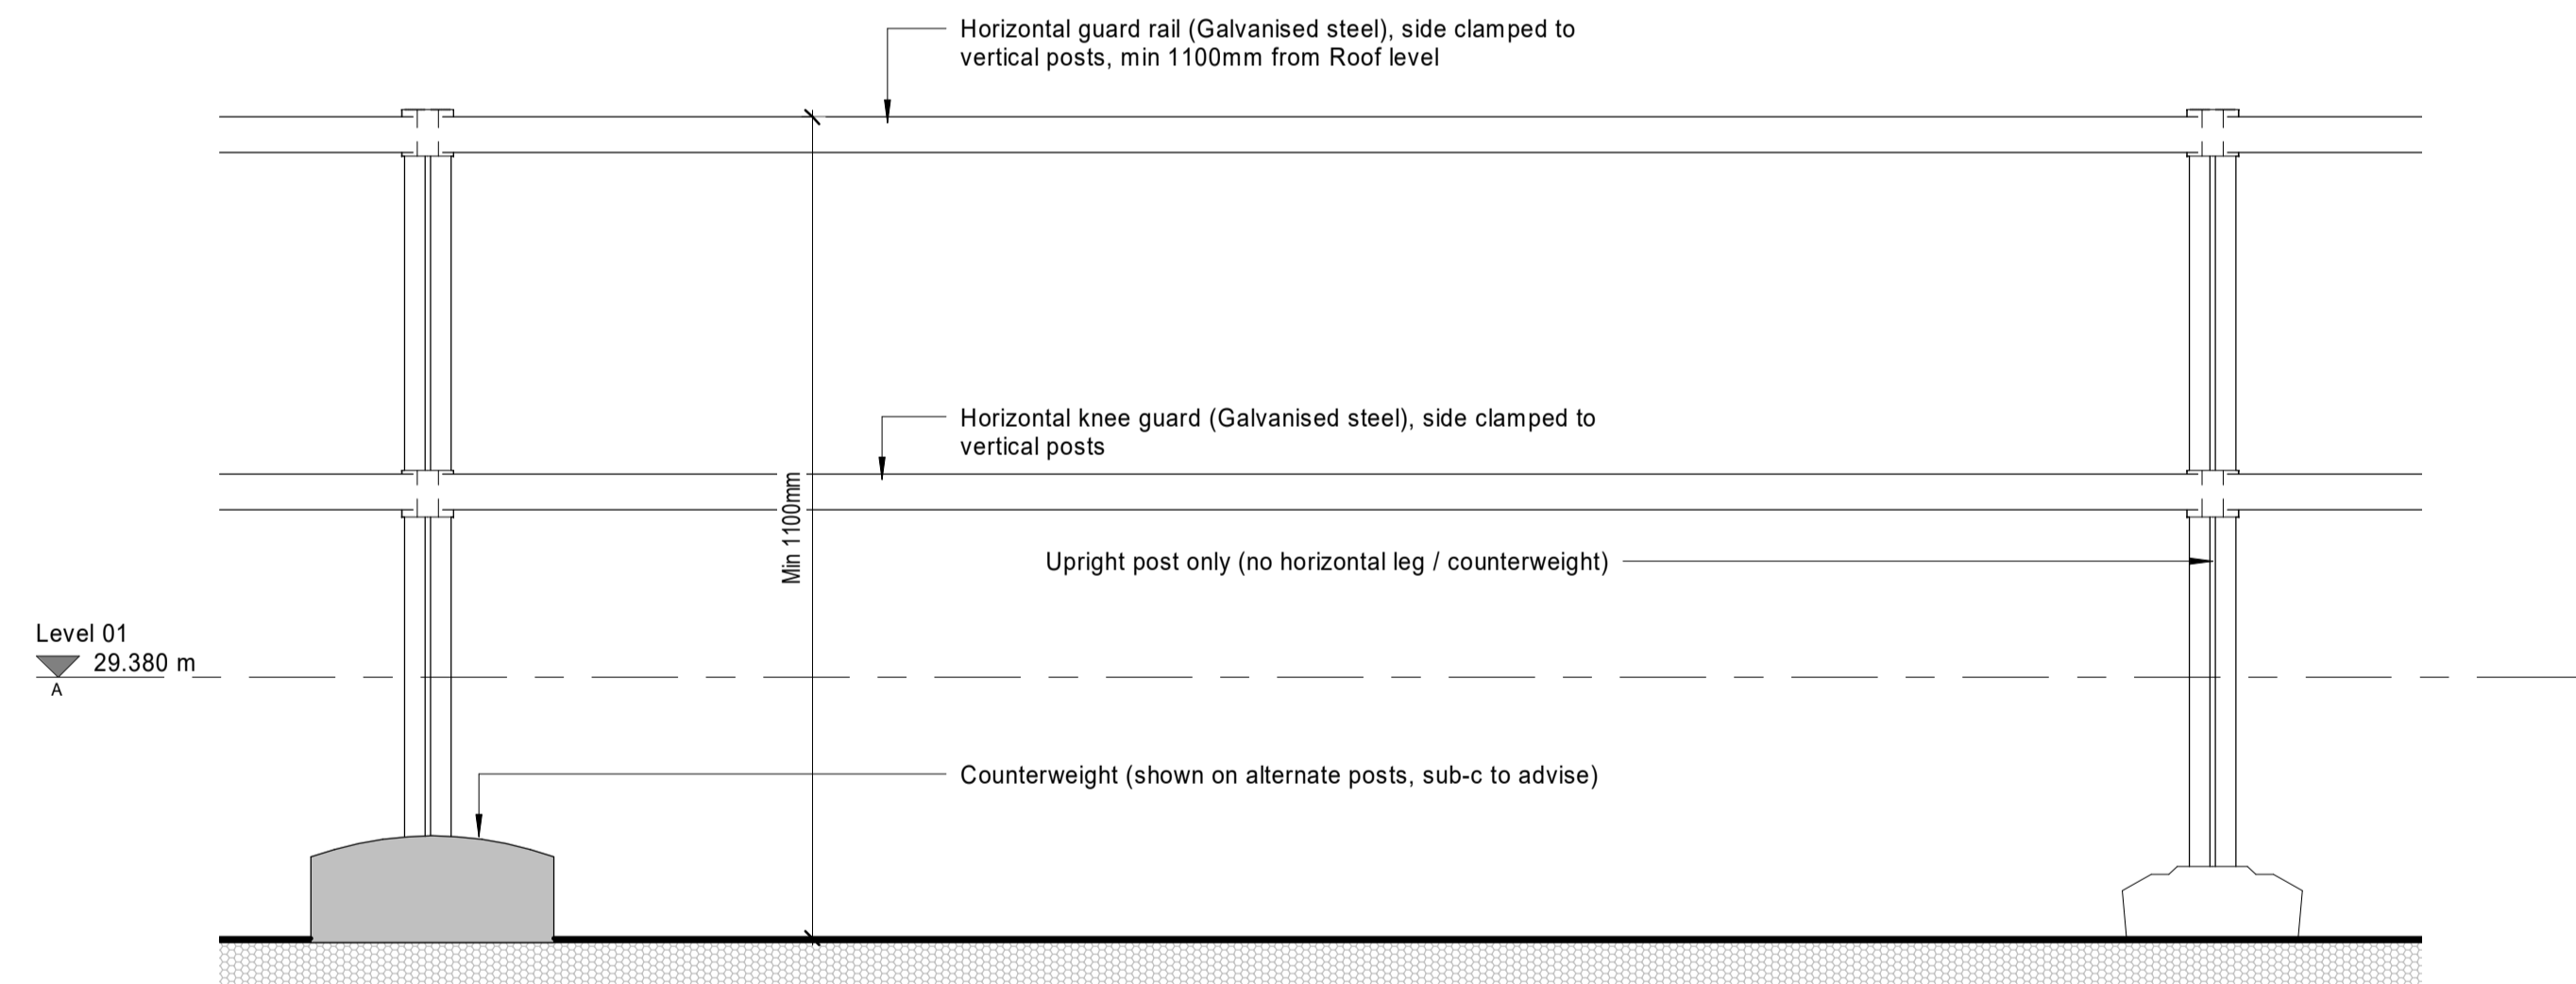 Horizontal guard rail (Galvanised steel), side clamped to
vertical posts, min 1100mm from Roof level
Horizontal knee guard (Galvanised steel), side clamped to
vertical posts
Min 1100mm
Upright post only (no horizontal leg / counterweight)
Level 01
29.380 m
A
Counterweight (shown on alternate posts, sub-c to advise)